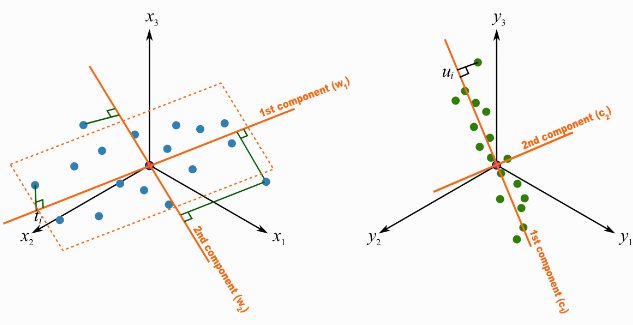 x3
y3
1st component (w1)
ui
2nd component (c2)
ti
x2
x1
y2
y1
2nd component (w2)
1st component (c1)